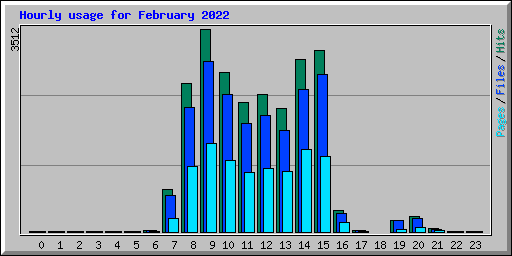 Hourly usage for February 2022
3512
Pages/Files/Hits
0 1 2 3 4 5 6 7 8 9 10 11 12 13 14 15 16 17 18 19 20 21 22 23